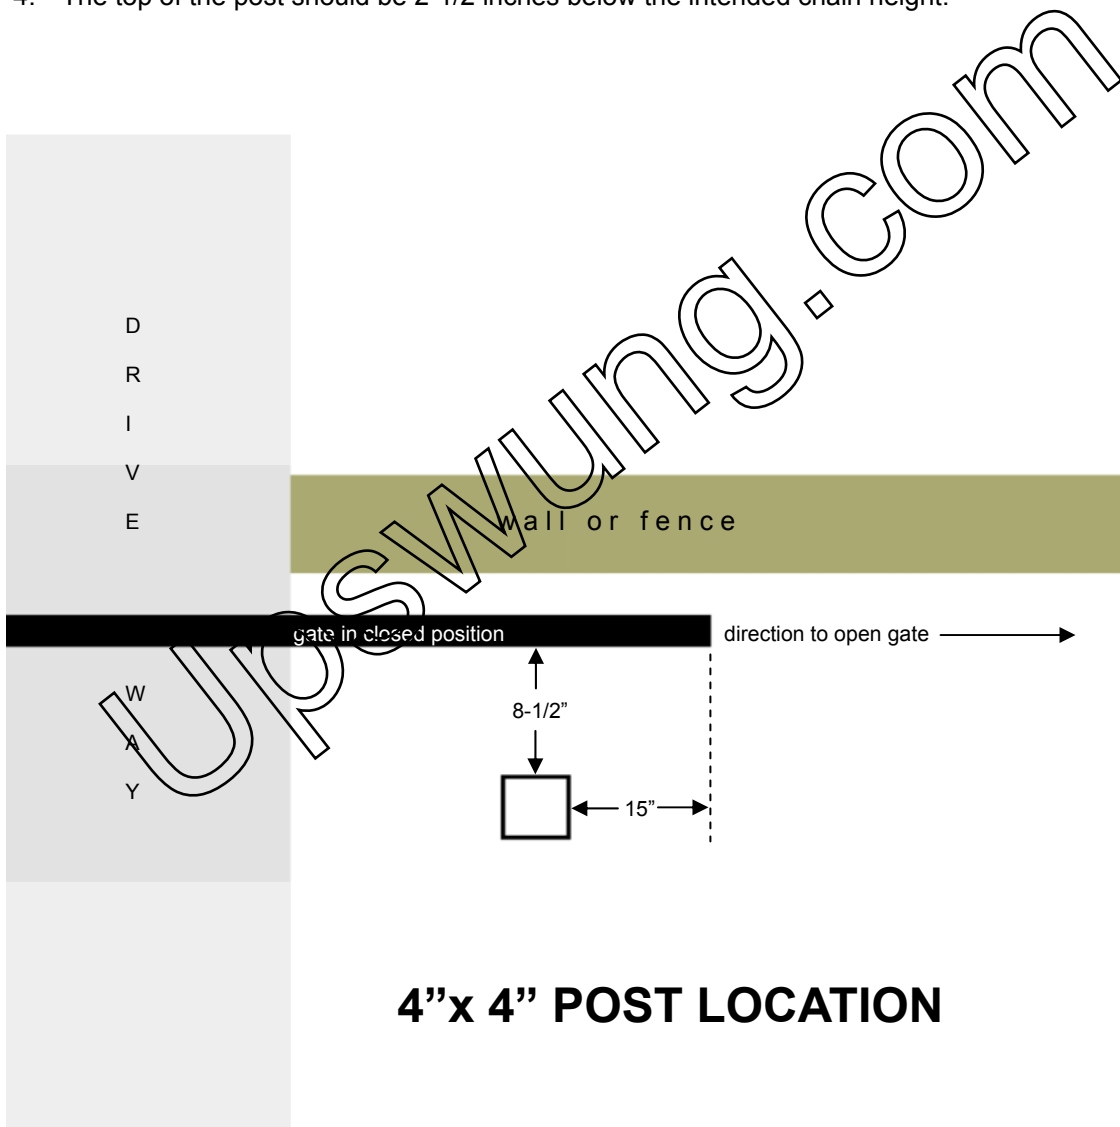 4. The top of the post should be 2-1/2 inches below the intended chain height.
D
R
I
V
E
wall or fence
gate in closed position
direction to open gate
W
A
Y
8-1/2”
15”
4”x 4” POST LOCATION
Upswung.com